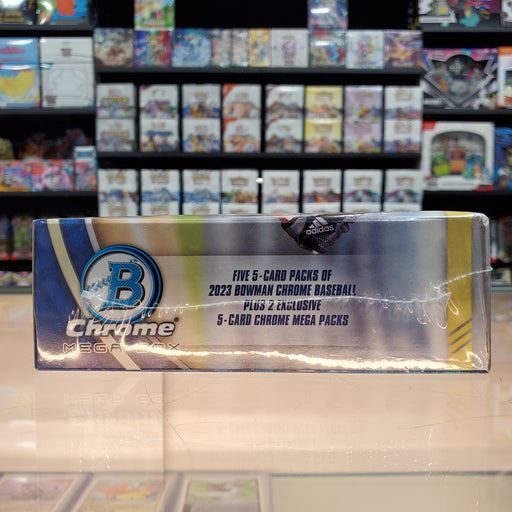 adidas
B
Chrome®
MEGA BOX
FIVE 5-CARD PACKS OF
2023 BOWMAN CHROME BASEBALL
PLUS 2 EXCLUSIVE
5-CARD CHROME MEGA PACKS